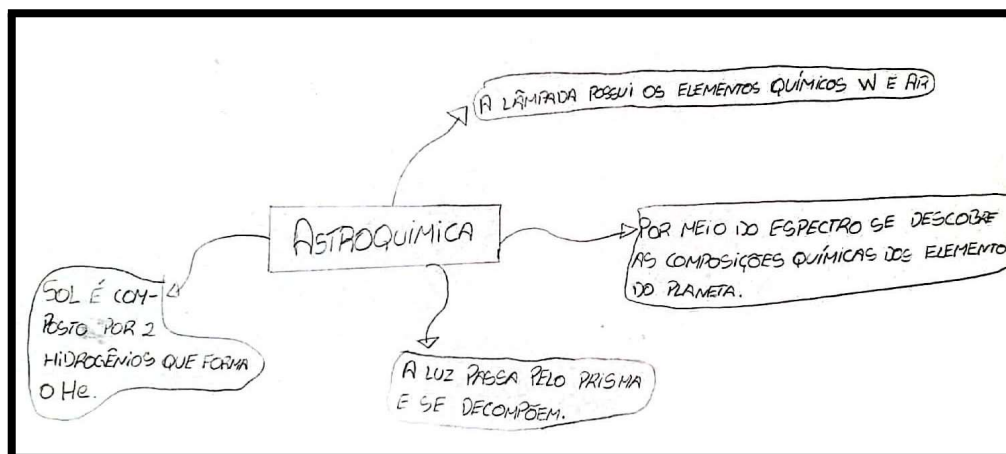 A LÂMPADA POSSUI OS ELEMENTOS QUÍMICOS W E AR
ASTROQUÍMICA
POR MEIO DO ESPECTRO SE DESCOBRE
AS COMPOSIÇÕES QUÍMICAS DOS ELEMENTO
DO PLANETA.
SOL É COM-
POSTO POR 2
HIDROGÊNIOS QUE FORMA
O He.
A LUZ PASSA PELO PRISMA
E SE DECOMPÕEM.